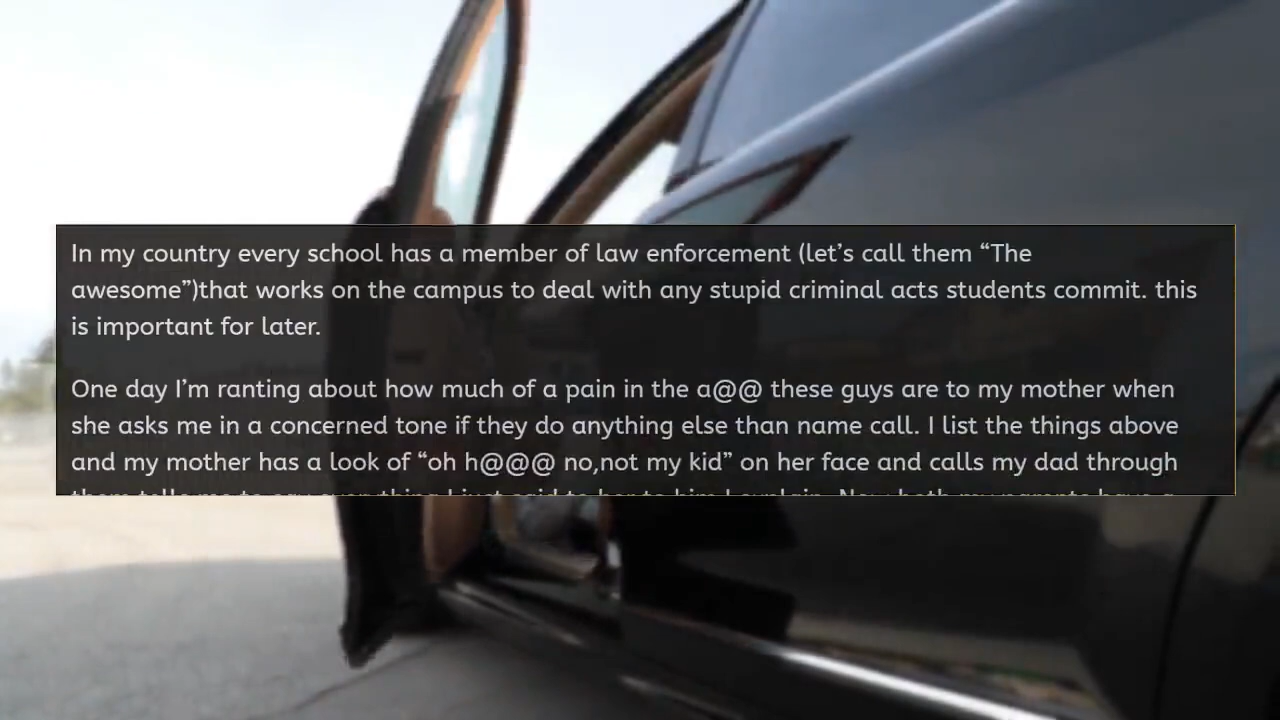 In my country every school has a member of law enforcement (let’s call them “The
awesome”)that works on the campus to deal with any stupid criminal acts students commit. this
is important for later.
One day I’m ranting about how much of a pain in the a@@ these guys are to my mother when
she asks me in a concerned tone if they do anything else than name call. I list the things above
and my mother has a look of “oh h@@@ no,not my kid” on her face and calls my dad through